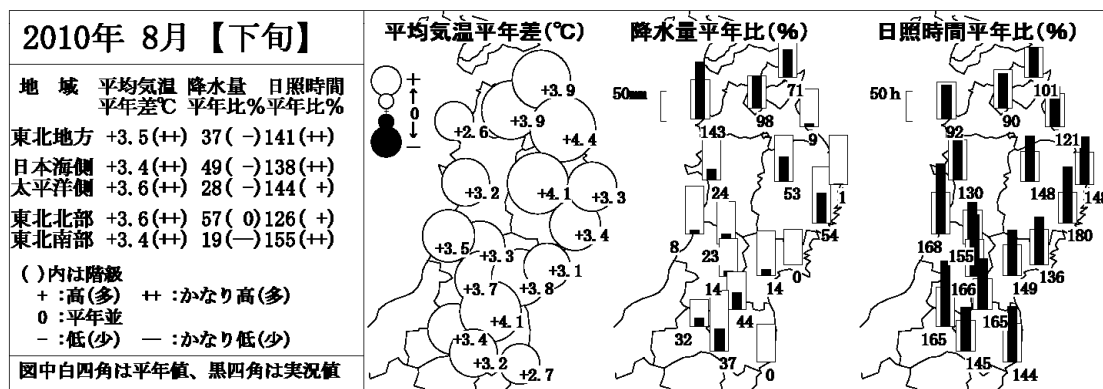 2010年 8月【下旬】
地 域 平均気温 降水量 日照時間
平年差℃ 平年比% 平年比%
東北地方 +3.5(++) 37( -) 141(++)
日本海側 +3.4(++) 49( -) 138(++)
太平洋側 +3.6(++) 28( -) 144( +)
東北北部 +3.6(++) 57( 0) 126( +)
東北南部 +3.4(++) 19(—) 155(++)
( )内は階級
+ :高(多) ++ :かなり高(多)
0 :平年並
- :低(少) — :かなり低(少)
図中白四角は平年値、黒四角は実況値
平均気温平年差(℃)
+←0→-
+3.9
+3.9
+2.6
+4.4
+3.2
+4.1
+3.3
+3.4
+3.5
+3.3
+3.1
+3.7
+3.8
+4.1
+3.4
+3.2
+2.7
降水量平年比(%)
50mm
71
98
143
9
24
53
1
54
8
23
0
14
14
44
32
37
0
日照時間平年比(%)
50h
101
90
92
121
130
148
148
180
168
155
136
166
149
165
165
145
144